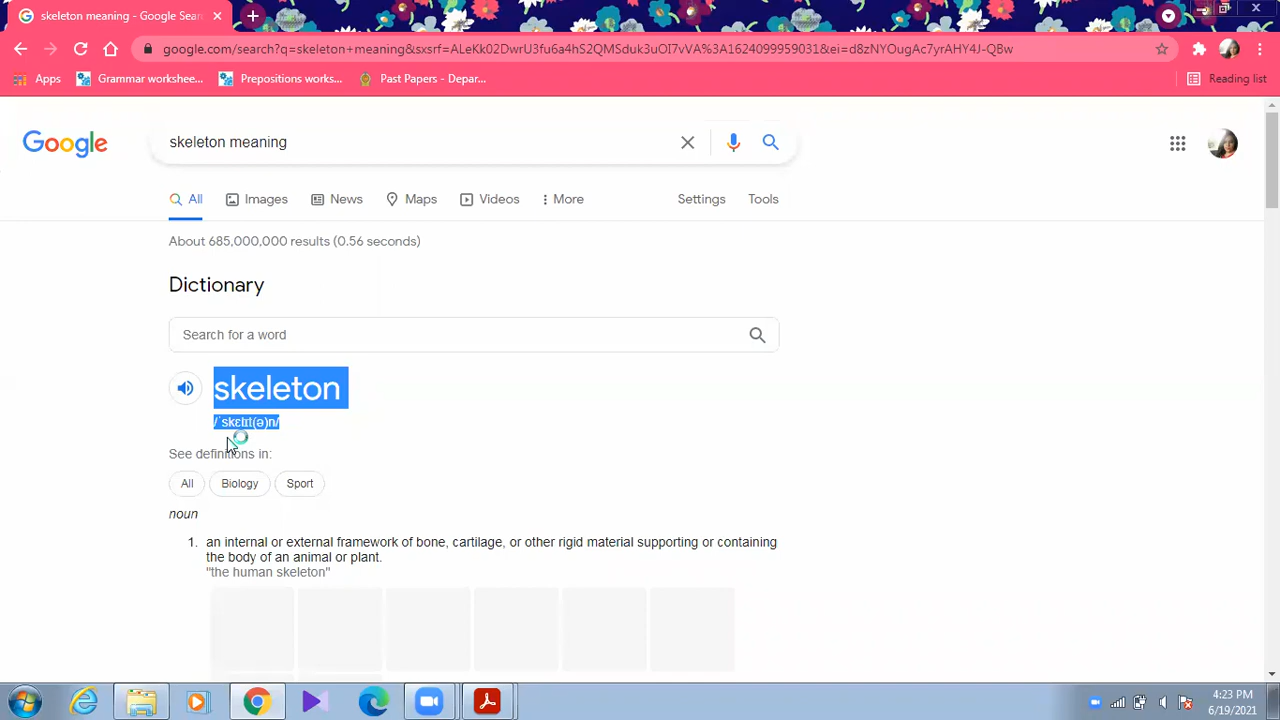 skeleton meaning - Google Sear
google.com/search?q=skeleton+meaning&sxsrf=ALeKk02DwrU3fu6a4hS2QMSduk3uOI7vVA%3A1624099959031&ei=d8zNYOugAc7yrAHY4J-QBw
Apps Grammar workshee... Prepositions works... Past Papers - Depar... Reading list
Google skeleton meaning
All Images News Maps Videos More Settings Tools
About 685,000,000 results (0.56 seconds)
Dictionary
Search for a word
skeleton
/ˈskɛlɪt(ə)n/
See definitions in:
All Biology Sport
noun
1. an internal or external framework of bone, cartilage, or other rigid material supporting or containing
the body of an animal or plant.
"the human skeleton"
4:23 PM
6/19/2021